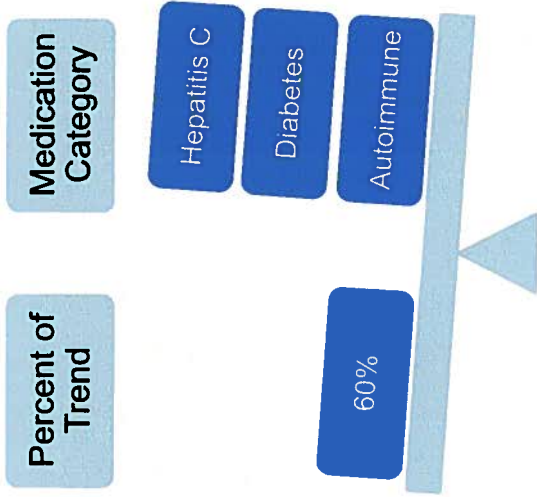 Percent of
Trend
Medication
Category
60%
Hepatitis C
Diabetes
Autoimmune